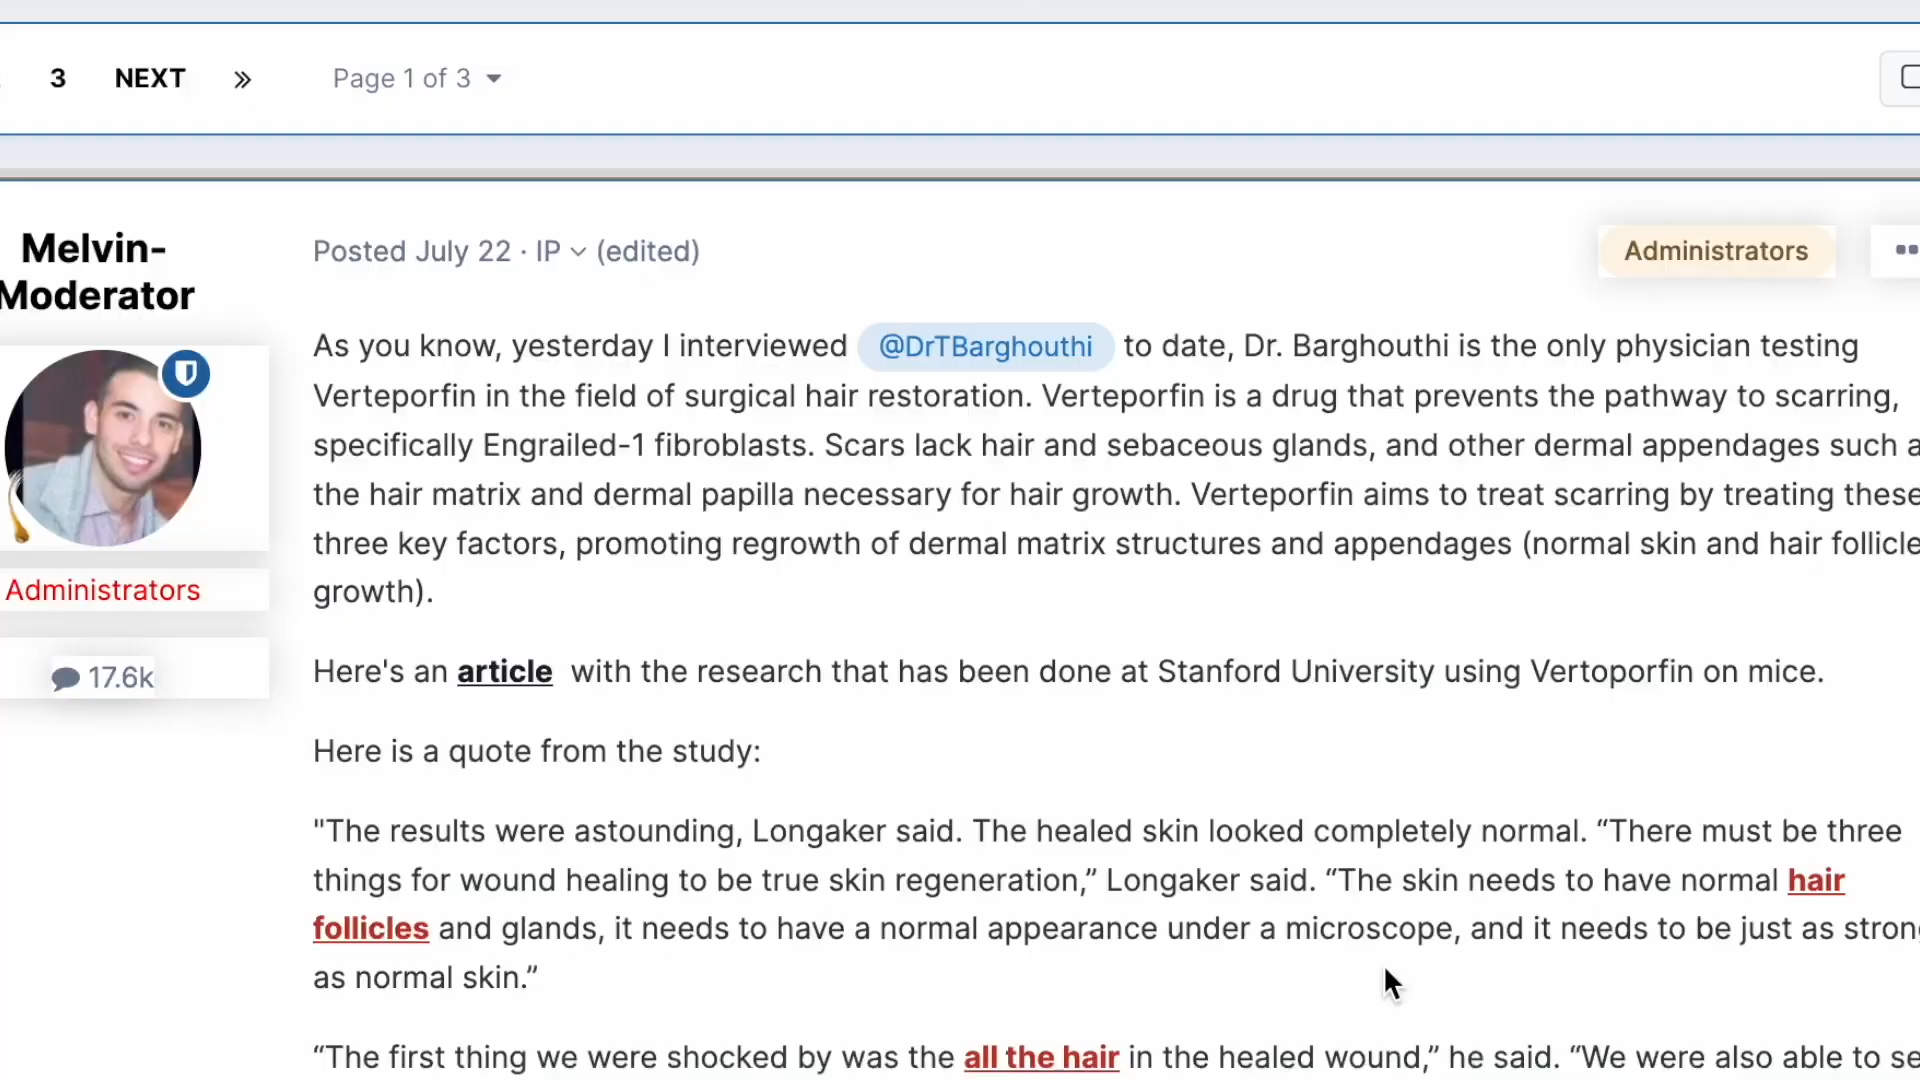 3 NEXT » Page 1 of 3
Melvin-
Moderator
Administrators
17.6k
Posted July 22 · IP (edited)
Administrators
As you know, yesterday I interviewed @DrTBarghouthi to date, Dr. Barghouthi is the only physician testing
Verteporfin in the field of surgical hair restoration. Verteporfin is a drug that prevents the pathway to scarring,
specifically Engrailed-1 fibroblasts. Scars lack hair and sebaceous glands, and other dermal appendages such
the hair matrix and dermal papilla necessary for hair growth. Verteporfin aims to treat scarring by treating these
three key factors, promoting regrowth of dermal matrix structures and appendages (normal skin and hair follicle
growth).
Here's an article with the research that has been done at Stanford University using Vertoporfin on mice.
Here is a quote from the study:
"The results were astounding, Longaker said. The healed skin looked completely normal. “There must be three
things for wound healing to be true skin regeneration,” Longaker said. “The skin needs to have normal hair
follicles and glands, it needs to have a normal appearance under a microscope, and it needs to be just as stron
as normal skin.”
“The first thing we were shocked by was the all the hair in the healed wound,” he said. “We were also able to